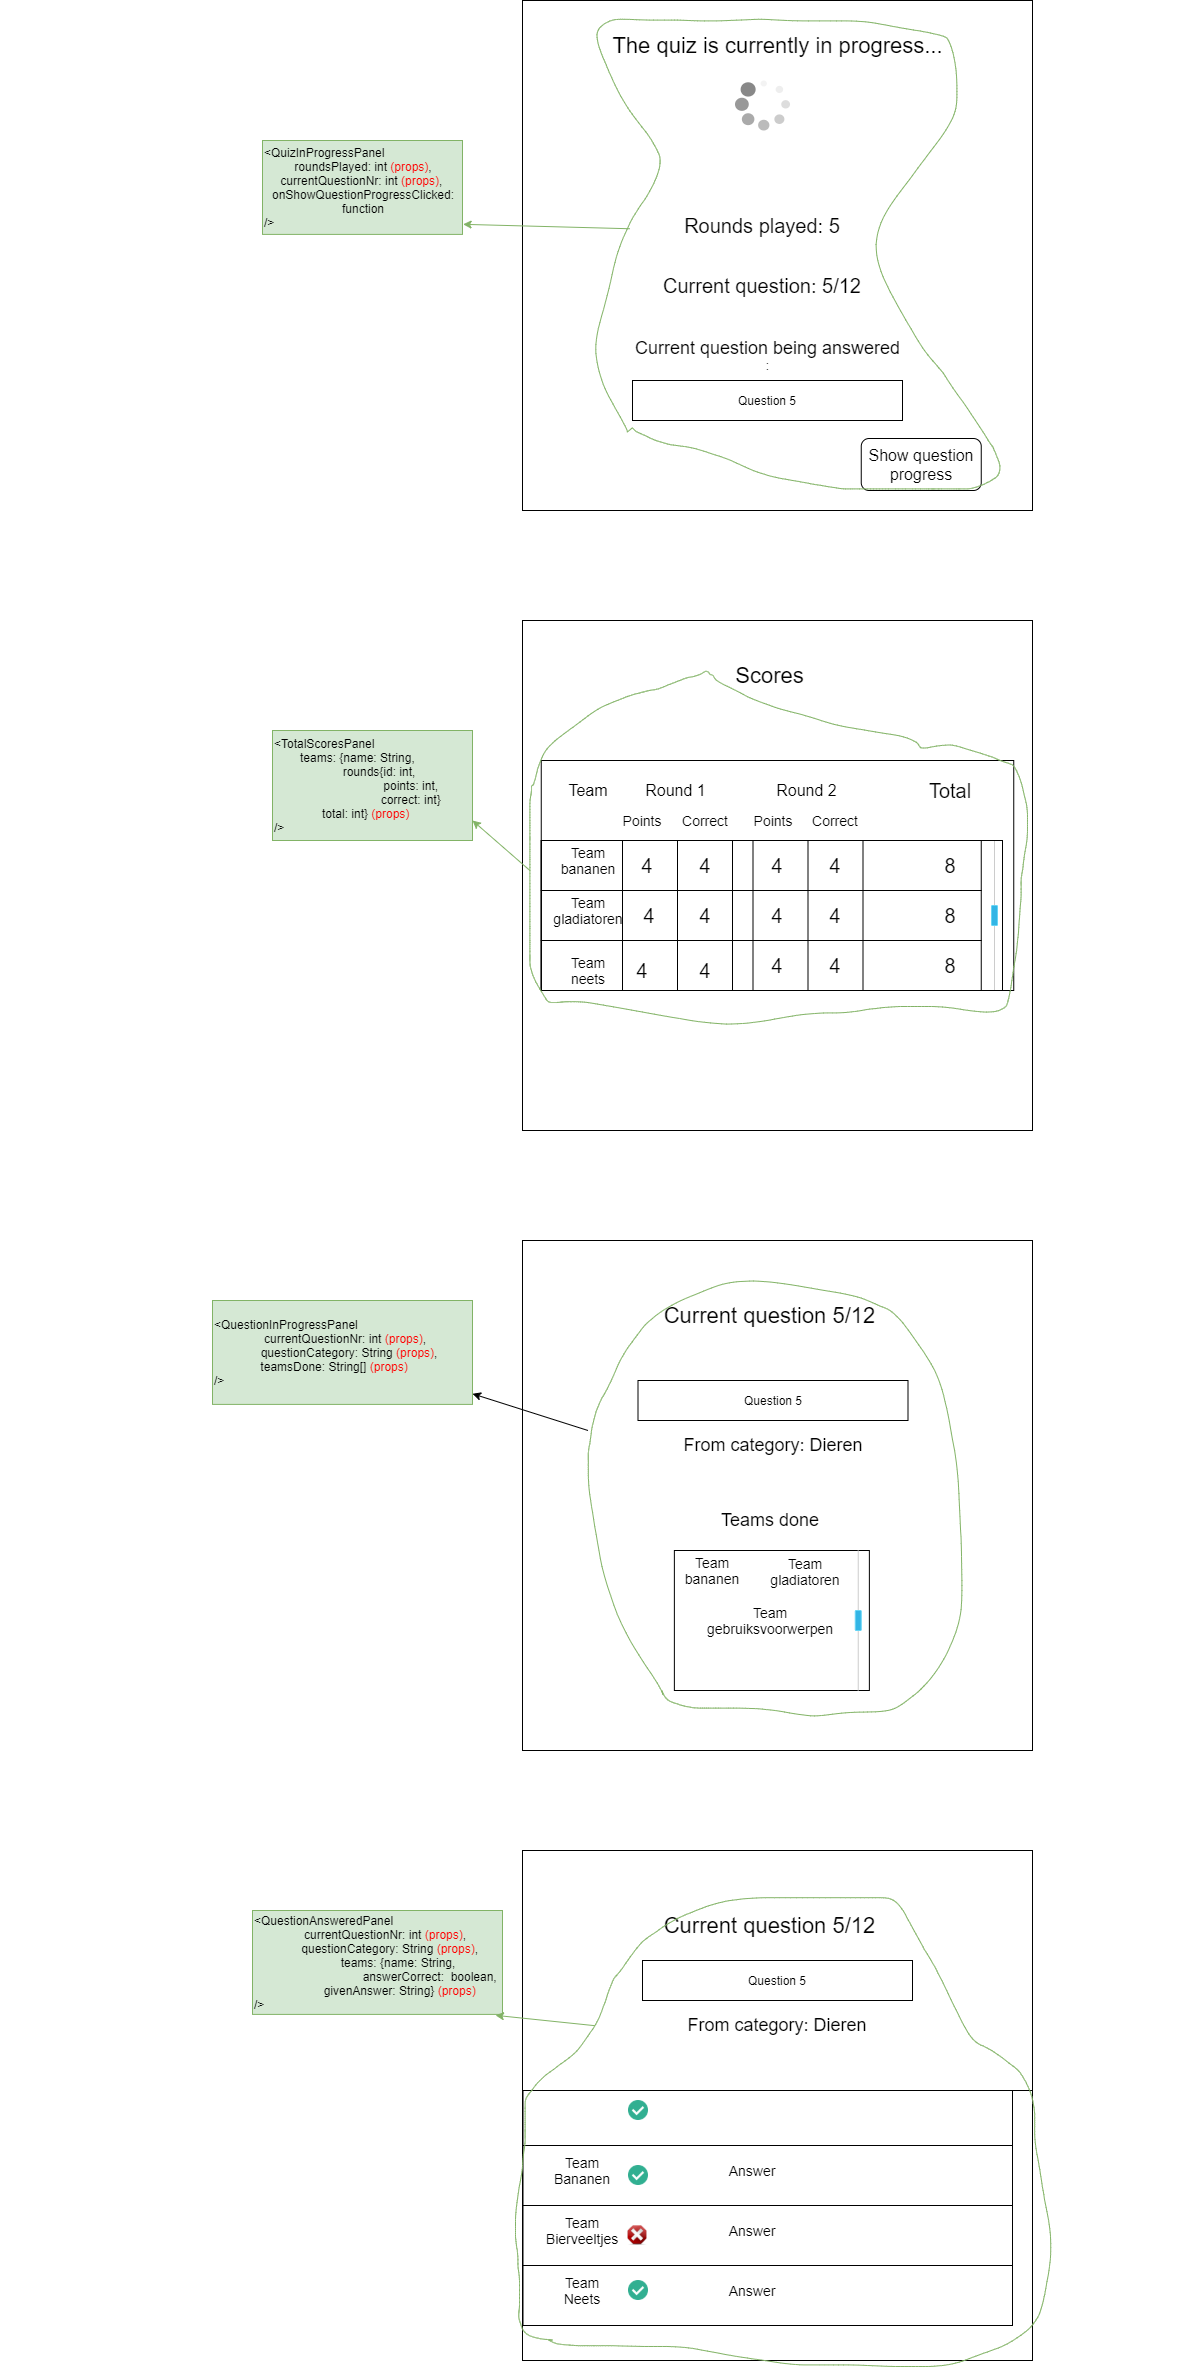 The quiz is currently in progress...
<QuizInProgressPanel
roundsPlayed: int (props),
currentQuestionNr: int (props),
onShowQuestionProgressClicked:
function
/>
Rounds played: 5
Current question: 5/12
Current question being answered
:
Question 5
Show question
progress
Scores
<TotalScoresPanel
teams: {name: String,
rounds{id: int,
points: int,
correct: int}
total: int} (props)
/>
Team Round 1 Round 2 Total
Points Correct Points Correct
Team
bananen 4 4 4 4 8
Team
gladiatoren 4 4 4 4 8
Team
neets 4 4 4 4 8
<QuestionInProgressPanel
currentQuestionNr: int (props),
questionCategory: String (props),
teamsDone: String[] (props)
/>
Current question 5/12
Question 5
From category: Dieren
Teams done
Team
bananen
Team
gladiatoren
Team
gebruiksvoorwerpen
<QuestionAnsweredPanel
currentQuestionNr: int (props),
questionCategory: String (props),
teams: {name: String,
answerCorrect: boolean,
givenAnswer: String} (props)
/>
Current question 5/12
Question 5
From category: Dieren
Team
Bananen
Answer
Team
Bierveeltjes
Answer
Team
Neets
Answer